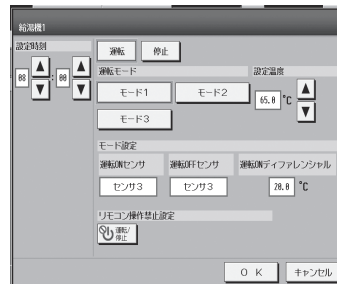 給湯機1
設定時刻
08 : 00
運転 停止
運転モード 設定温度
モード1 モード2 65.0 °C
モード3
モード設定
運転ONセンサ 運転OFFセンサ 運転ONディファレンシャル
センサ3 センサ3 20.0 °C
リモコン操作禁止設定
運転/停止
ＯＫ キャンセル